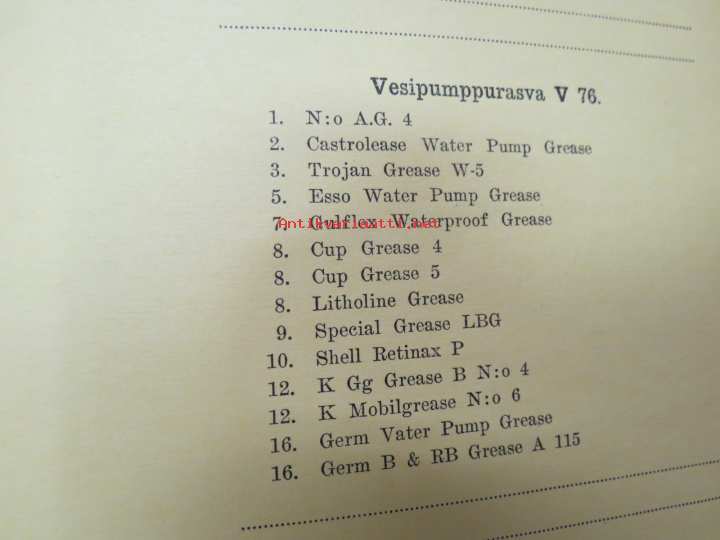 Vesipumppurasva V 76.
1. N:o A.G. 4
2. Castrolease Water Pump Grease
3. Trojan Grease W-5
5. Esso Water Pump Grease
7. Gulflex Waterproof Grease
Antikvariaatti.net
8. Cup Grease 4
8. Cup Grease 5
8. Litholine Grease
9. Special Grease LBG
10. Shell Retinax P
12. K Gg Grease B N:o 4
12. K Mobilgrease N:o 6
16. Germ Vater Pump Grease
16. Germ B & RB Grease A 115